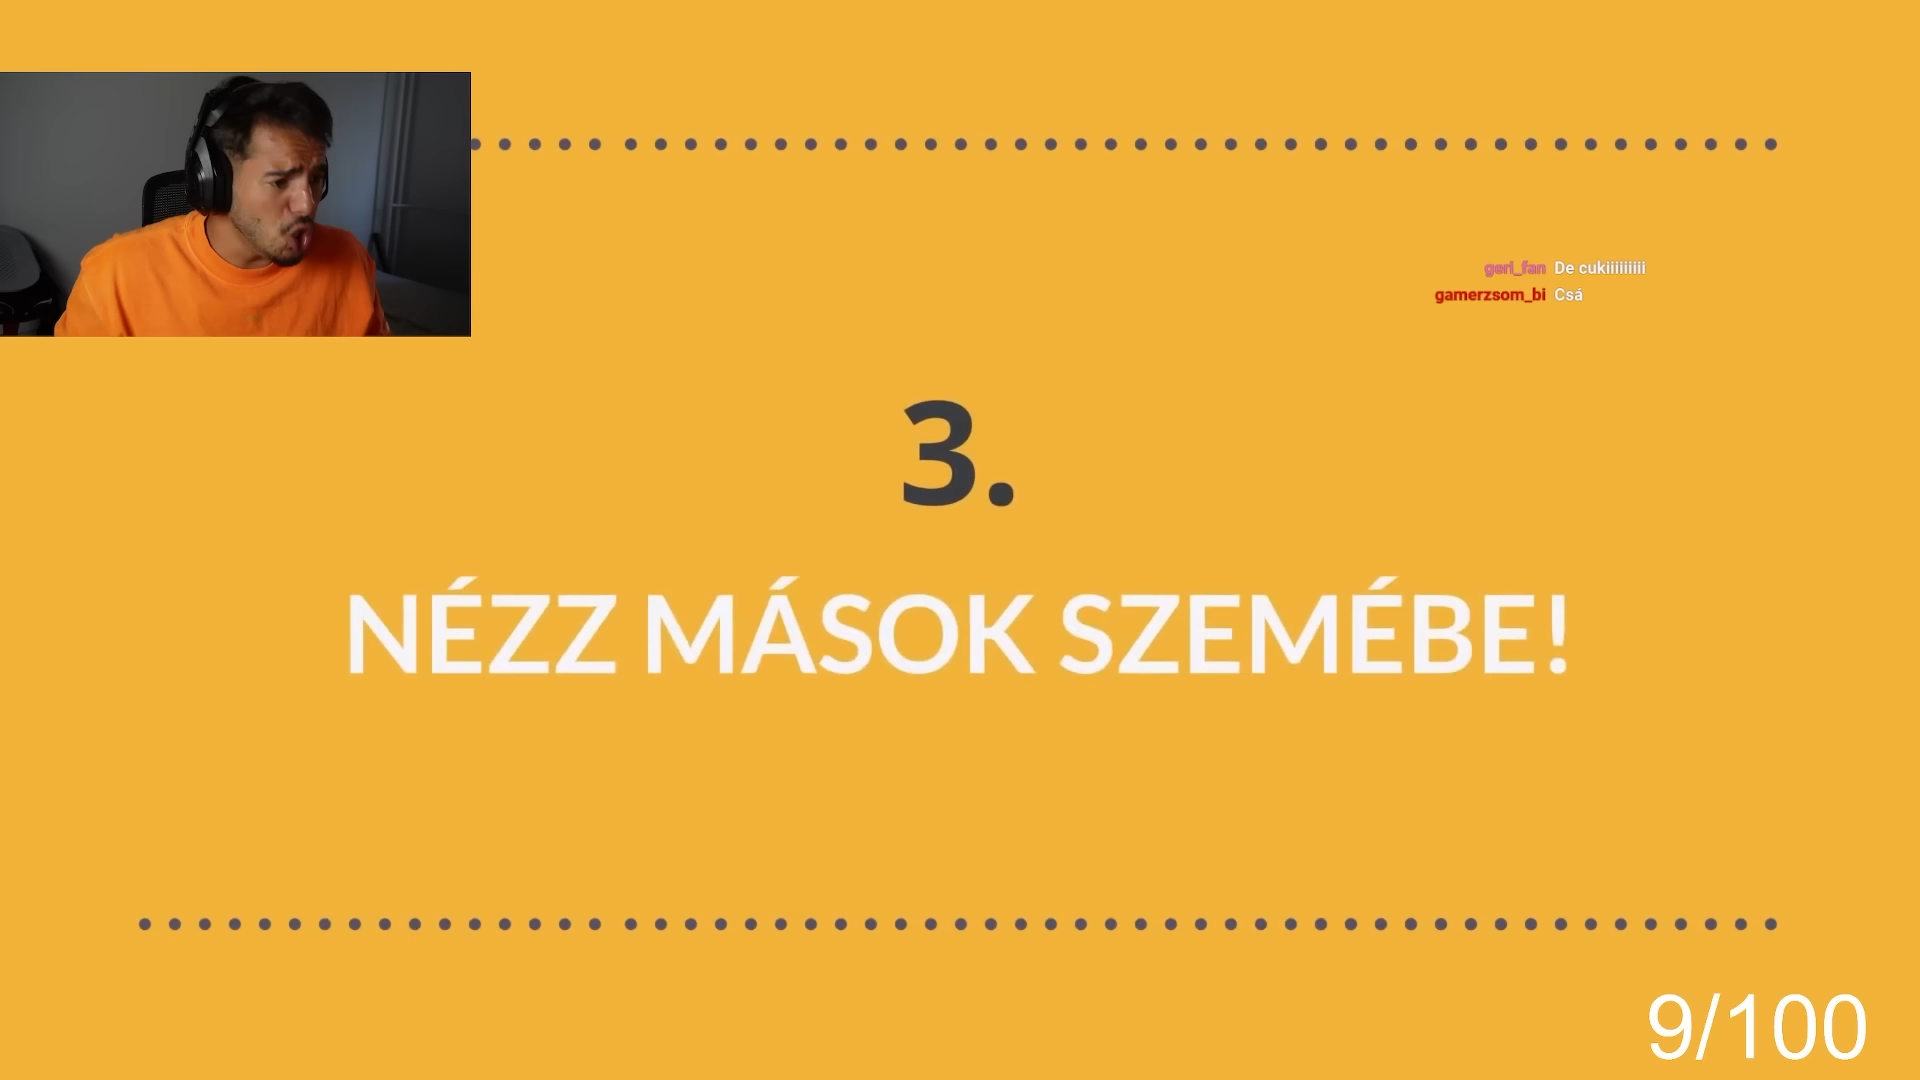 geri_fan De cukiiiiiiiii
gamerzsom_bi Csá
3.
NÉZZ MÁSOK SZEMÉBE!
9/100